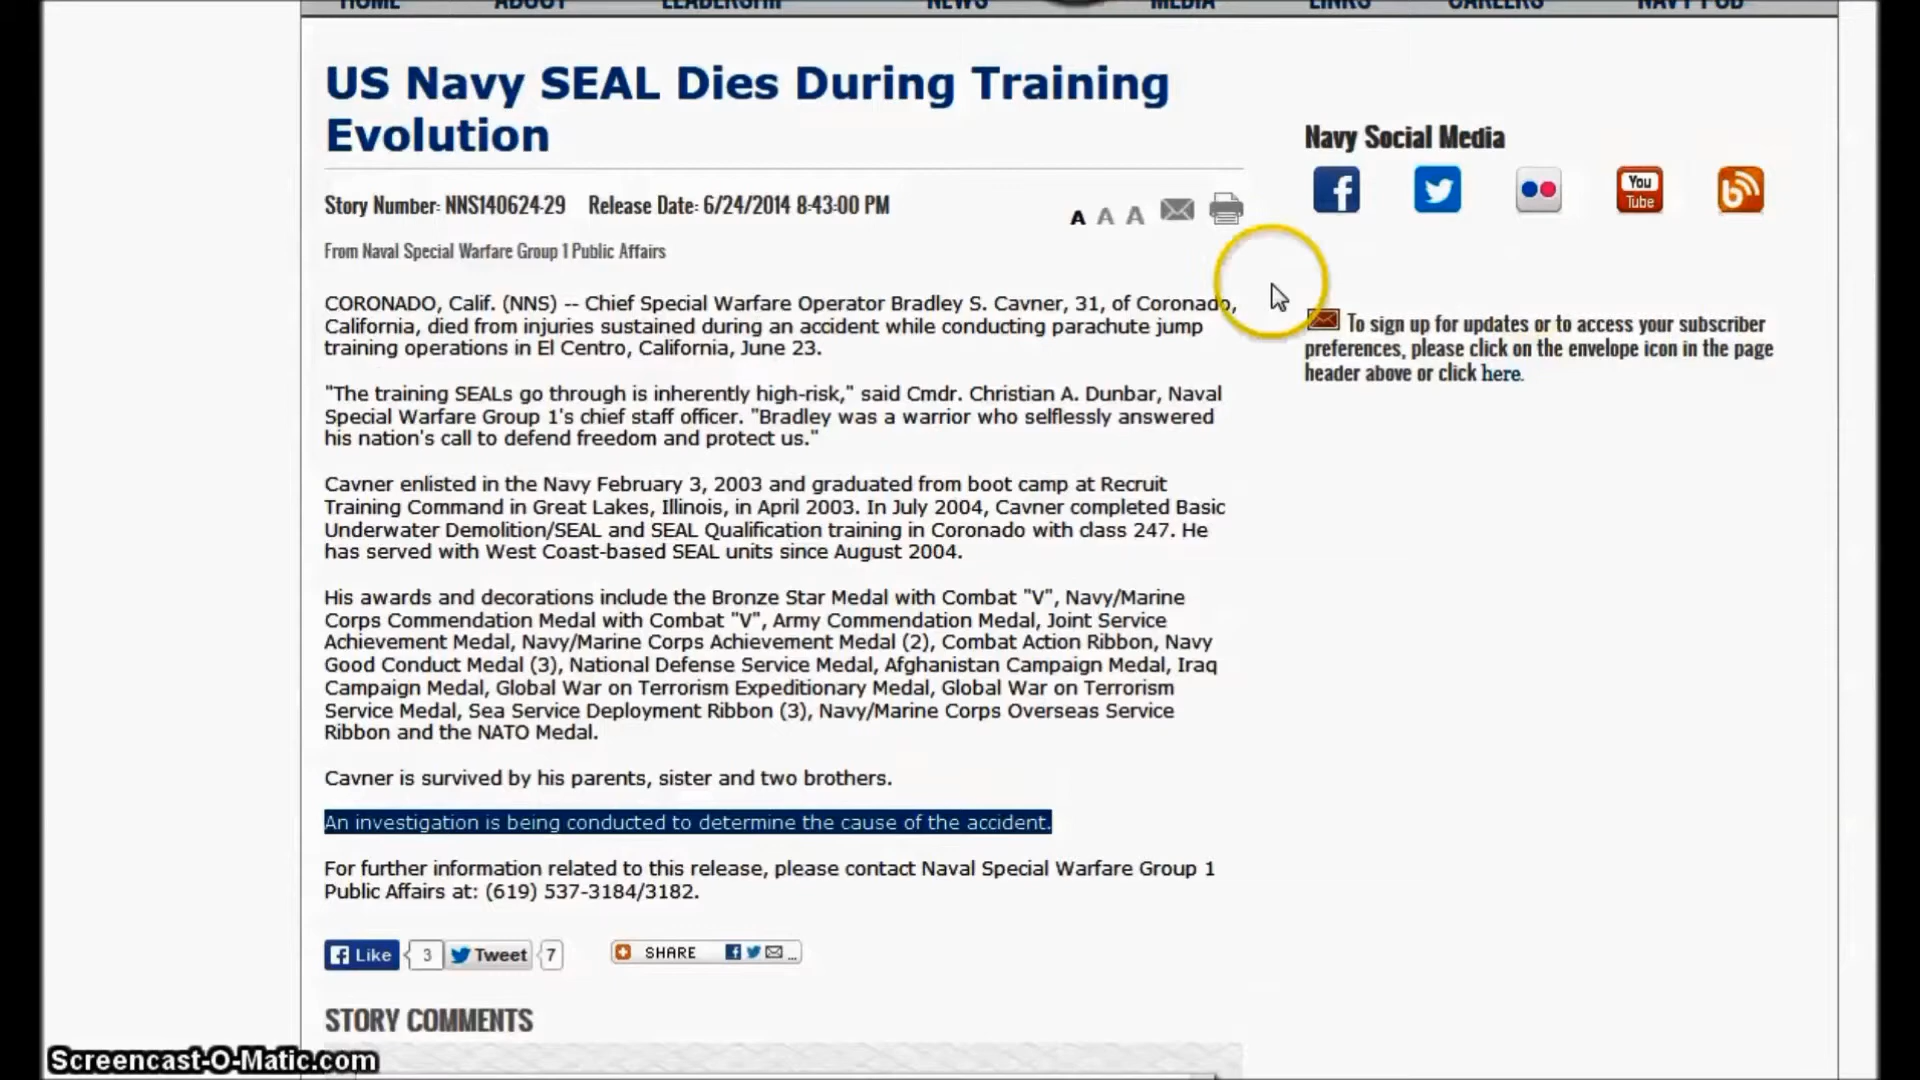 HOME ABOUT LEADERSHIP NEWS MEDIA LINKS CAREERS NAVY POD
US Navy SEAL Dies During Training
Evolution
Story Number: NNS140624-29 Release Date: 6/24/2014 8:43:00 PM
A A A
From Naval Special Warfare Group 1 Public Affairs
CORONADO, Calif. (NNS) -- Chief Special Warfare Operator Bradley S. Cavner, 31, of Coronado,
California, died from injuries sustained during an accident while conducting parachute jump
training operations in El Centro, California, June 23.
"The training SEALs go through is inherently high-risk," said Cmdr. Christian A. Dunbar, Naval
Special Warfare Group 1's chief staff officer. "Bradley was a warrior who selflessly answered
his nation's call to defend freedom and protect us."
Cavner enlisted in the Navy February 3, 2003 and graduated from boot camp at Recruit
Training Command in Great Lakes, Illinois, in April 2003. In July 2004, Cavner completed Basic
Underwater Demolition/SEAL and SEAL Qualification training in Coronado with class 247. He
has served with West Coast-based SEAL units since August 2004.
His awards and decorations include the Bronze Star Medal with Combat "V", Navy/Marine
Corps Commendation Medal with Combat "V", Army Commendation Medal, Joint Service
Achievement Medal, Navy/Marine Corps Achievement Medal (2), Combat Action Ribbon, Navy
Good Conduct Medal (3), National Defense Service Medal, Afghanistan Campaign Medal, Iraq
Campaign Medal, Global War on Terrorism Expeditionary Medal, Global War on Terrorism
Service Medal, Sea Service Deployment Ribbon (3), Navy/Marine Corps Overseas Service
Ribbon and the NATO Medal.
Cavner is survived by his parents, sister and two brothers.
An investigation is being conducted to determine the cause of the accident.
For further information related to this release, please contact Naval Special Warfare Group 1
Public Affairs at: (619) 537-3184/3182.
Like 3 Tweet 7 SHARE ...
STORY COMMENTS
Navy Social Media
You
Tube
To sign up for updates or to access your subscriber
preferences, please click on the envelope icon in the page
header above or click here.
Screencast-O-Matic.com